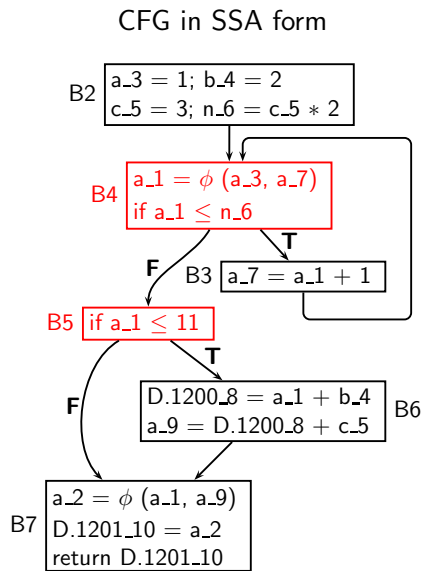 CFG in SSA form
B2
a_3 = 1; b_4 = 2
c_5 = 3; n_6 = c_5 * 2
B4
a_1 = ϕ (a_3, a_7)
if a_1 ≤ n_6
F
T
B3
a_7 = a_1 + 1
B5
if a_1 ≤ 11
F
T
D.1200_8 = a_1 + b_4
a_9 = D.1200_8 + c_5
B6
B7
a_2 = ϕ (a_1, a_9)
D.1201_10 = a_2
return D.1201_10